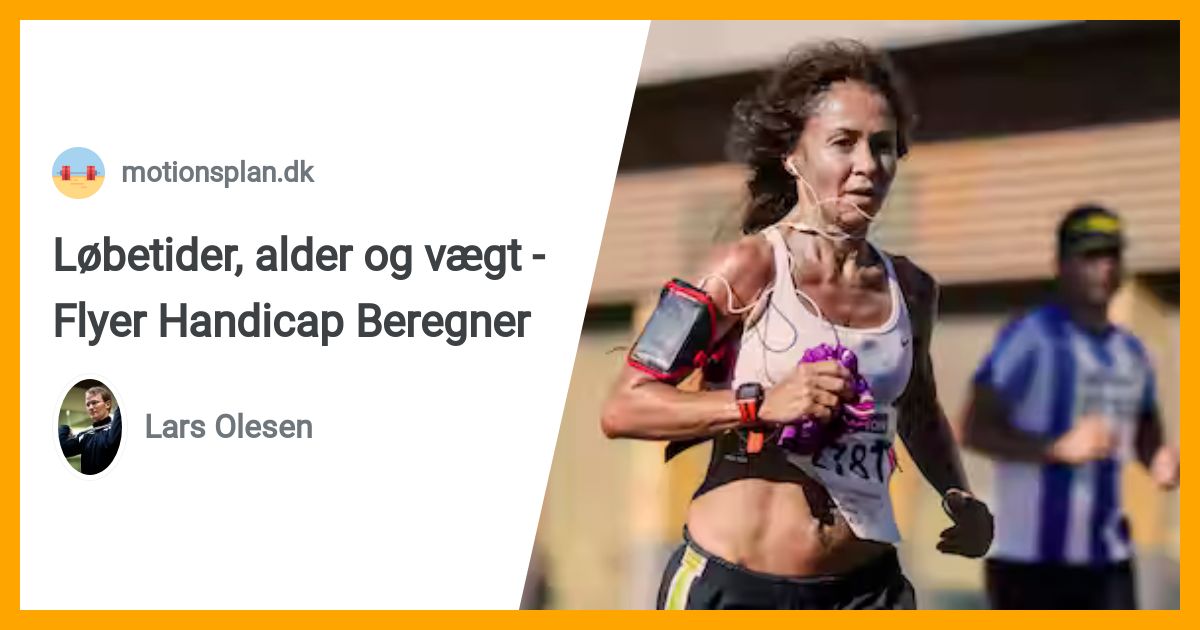 motionsplan.dk
Løbetider, alder og vægt -
Flyer Handicap Beregner
Lars Olesen